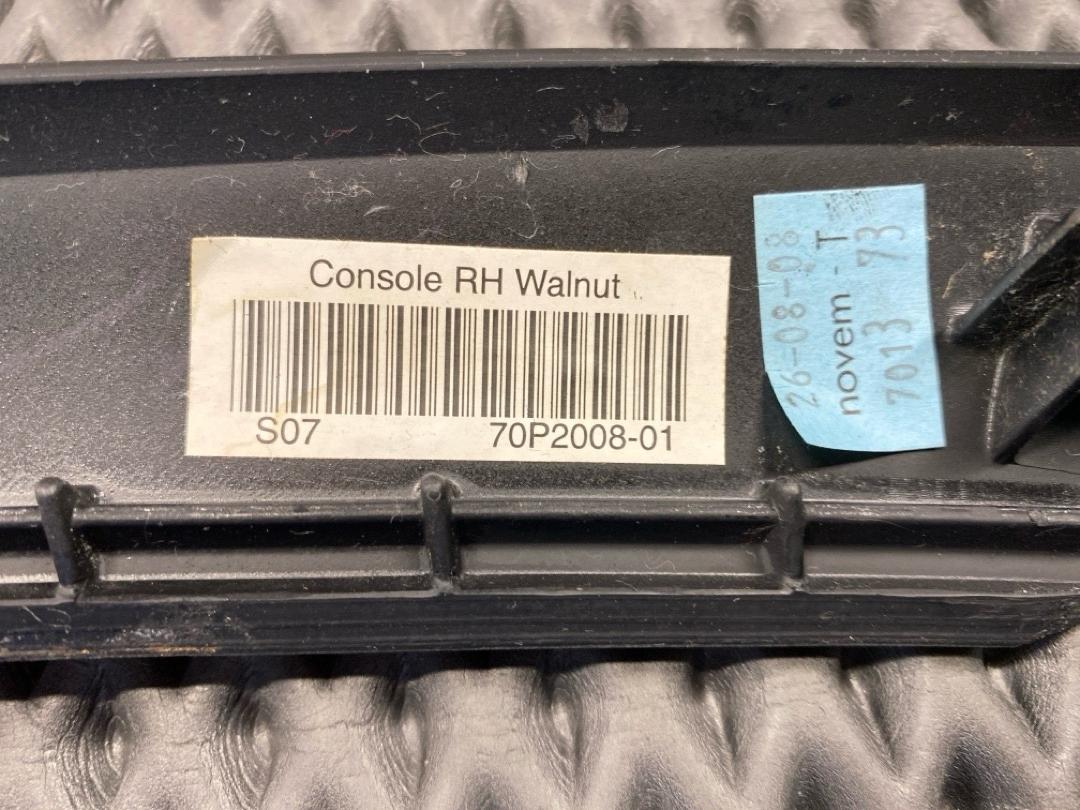 Console RH Walnut
S07 70P2008-01
26-08-08
novem - T
7013 73